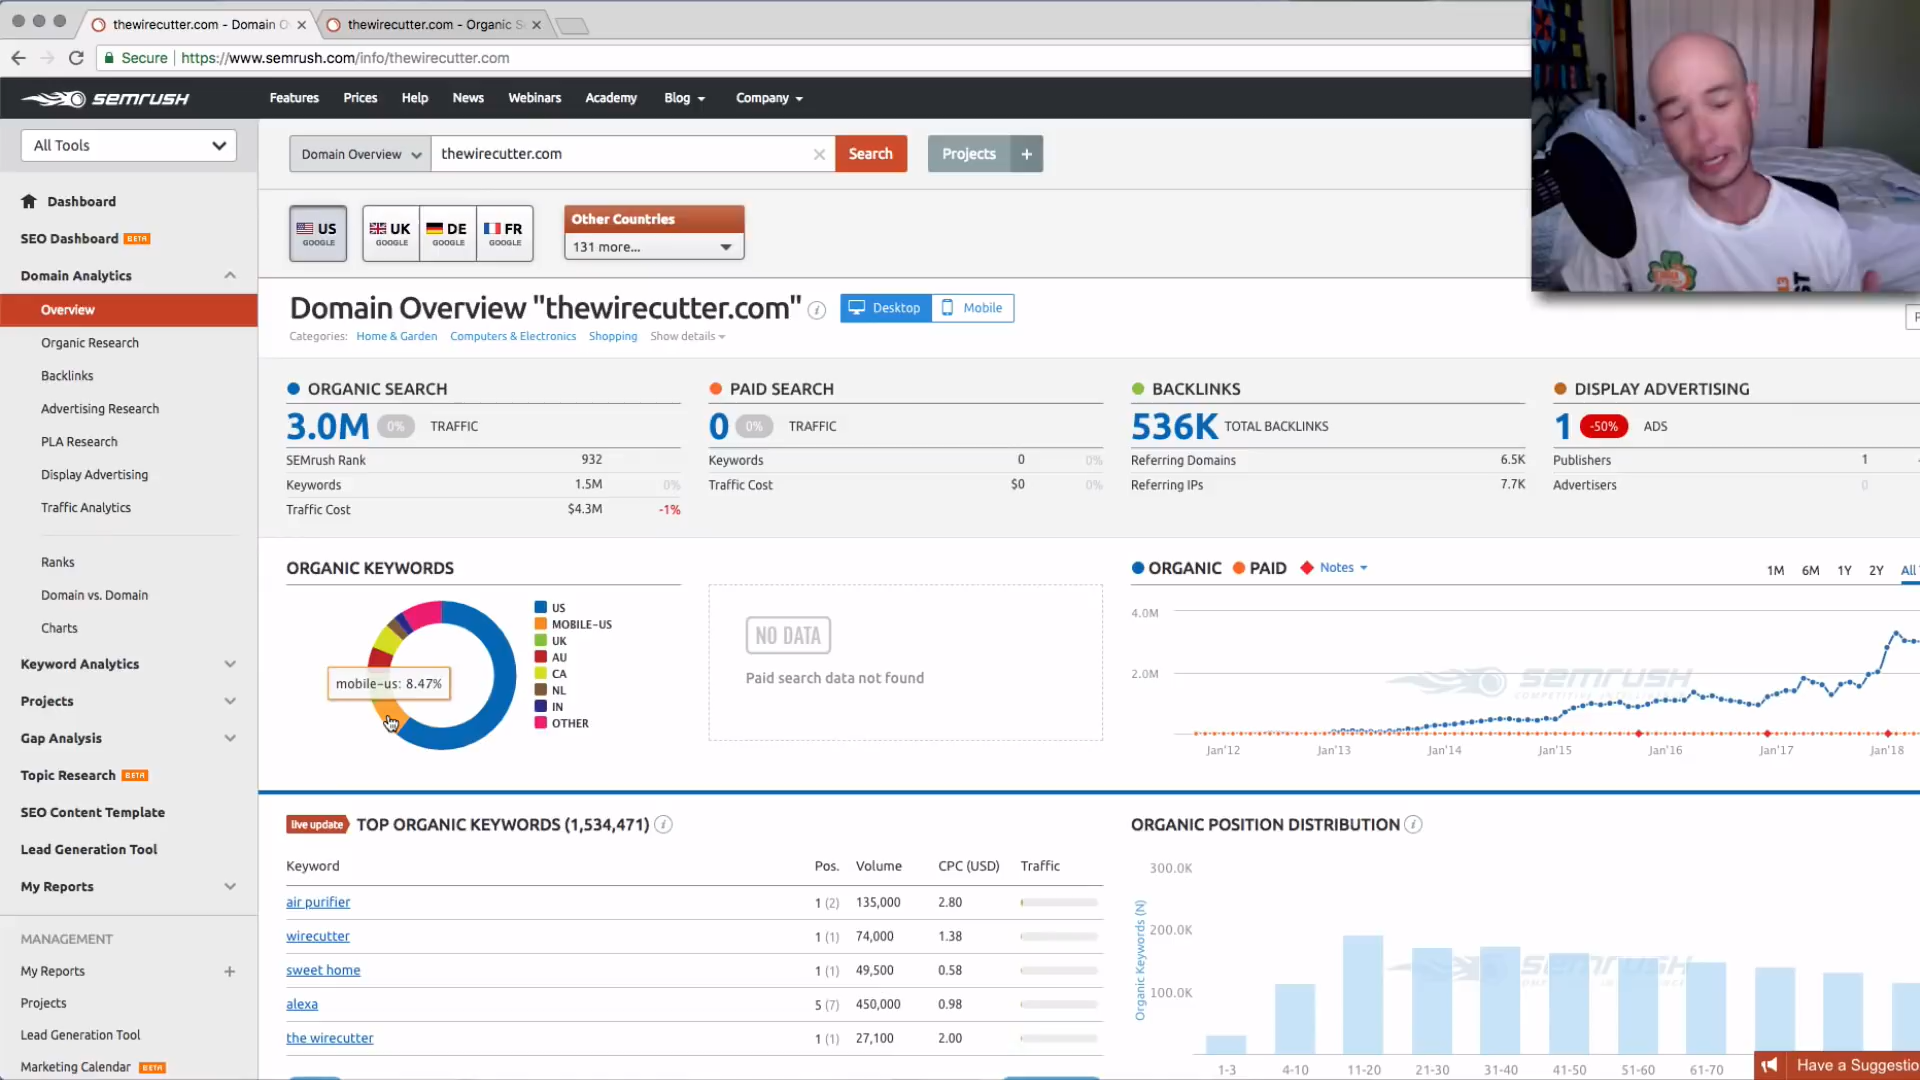 thewirecutter.com - Domain O
thewirecutter.com - Organic S
Secure
https://www.semrush.com/info/thewirecutter.com
SEMRUSH
Features
Prices
Help
News
Webinars
Academy
Blog
Company
All Tools
Domain Overview
thewirecutter.com
Search
Projects +
Dashboard
SEO Dashboard BETA
Domain Analytics
Overview
Organic Research
Backlinks
Advertising Research
PLA Research
Display Advertising
Traffic Analytics
Ranks
Domain vs. Domain
Charts
Keyword Analytics
Projects
Gap Analysis
Topic Research BETA
SEO Content Template
Lead Generation Tool
My Reports
MANAGEMENT
My Reports +
Projects
Lead Generation Tool
Marketing Calendar BETA
US GOOGLE
UK GOOGLE
DE GOOGLE
FR GOOGLE
Other Countries
131 more...
Domain Overview "thewirecutter.com" i
Desktop
Mobile
Categories: Home & Garden Computers & Electronics Shopping Show details
ORGANIC SEARCH
3.0M 0% TRAFFIC
SEMrush Rank 932
Keywords 1.5M 0%
Traffic Cost $4.3M -1%
PAID SEARCH
0 0% TRAFFIC
Keywords 0 0%
Traffic Cost $0 0%
BACKLINKS
536K TOTAL BACKLINKS
Referring Domains 6.5K
Referring IPs 7.7K
DISPLAY ADVERTISING
1 -50% ADS
Publishers 1
Advertisers 0
ORGANIC KEYWORDS
mobile-us: 8.47%
US
MOBILE-US
UK
AU
CA
NL
IN
OTHER
NO DATA
Paid search data not found
ORGANIC PAID Notes
1M 6M 1Y 2Y All
4.0M
2.0M
SEMRUSH
COMPETITIVE INTELLIGENCE
Jan'12 Jan'13 Jan'14 Jan'15 Jan'16 Jan'17 Jan'18
live update TOP ORGANIC KEYWORDS (1,534,471) i
Keyword Pos. Volume CPC (USD) Traffic
air purifier 1 (2) 135,000 2.80
wirecutter 1 (1) 74,000 1.38
sweet home 1 (1) 49,500 0.58
alexa 5 (7) 450,000 0.98
the wirecutter 1 (1) 27,100 2.00
ORGANIC POSITION DISTRIBUTION i
Organic Keywords (N)
300.0K
200.0K
100.0K
SEMRUSH
1-3 4-10 11-20 21-30 31-40 41-50 51-60 61-70
Have a Suggestio